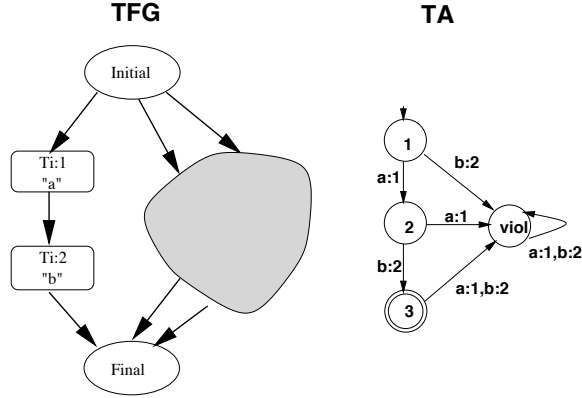 TFG
Initial
Ti:1
"a"
Ti:2
"b"
Final
TA
1
b:2
a:1
2
a:1
viol
a:1,b:2
b:2
3
a:1,b:2